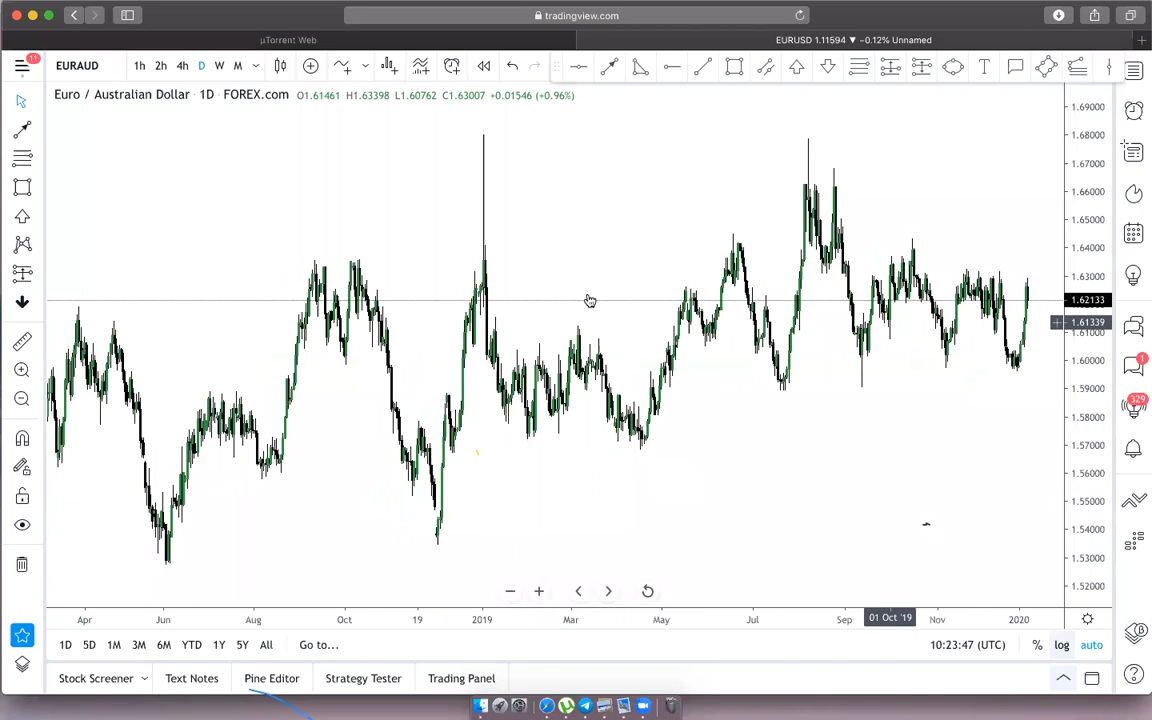 tradingview.com
µTorrent Web
EURUSD 1.11594 ▼ −0.12% Unnamed
11
EURAUD 1h 2h 4h D W M
Euro / Australian Dollar · 1D · FOREX.com O1.61461 H1.63398 L1.60762 C1.63007 +0.01546 (+0.96%)
1.69000
1.68000
1.67000
1.66000
1.65000
1.64000
1.63000
1.62133
1.61339
1.61000
1.60000
1.59000
1.58000
1.57000
1.56000
1.55000
1.54000
1.53000
1.52000
1
329
Apr Jun Aug Oct 19 2019 Mar May Jul Sep 01 Oct '19 Nov 2020
1D 5D 1M 3M 6M YTD 1Y 5Y All Go to... 10:23:47 (UTC) % log auto
Stock Screener Text Notes Pine Editor Strategy Tester Trading Panel